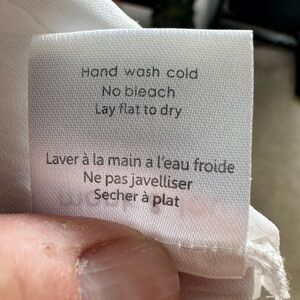 Hand wash cold
No bleach
Lay flat to dry
Laver à la main a l'eau froide
Ne pas javelliser
Secher à plat